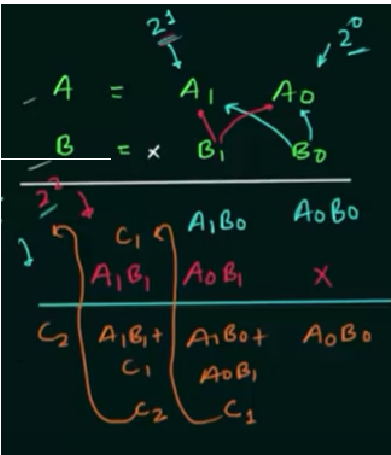 2¹ 2⁰
A = A₁ A₀
B = × B₁ B₀
2² C₁ A₁B₀ A₀B₀
A₁B₁ A₀B₁ X
C₂ A₁B₁+ A₁B₀+ A₀B₀
C₁ A₀B₁
C₂ C₁